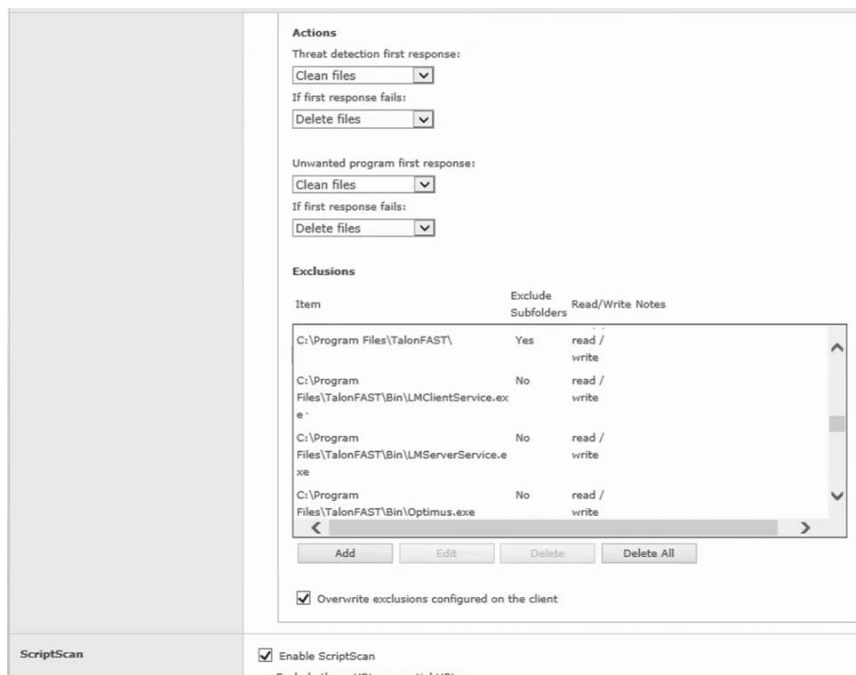 Actions
Threat detection first response:
Clean files
If first response fails:
Delete files
Unwanted program first response:
Clean files
If first response fails:
Delete files
Exclusions
Item
Exclude
Subfolders
Read/Write Notes
C:\Program Files\TalonFAST\ Yes read /
write
C:\Program No read /
Files\TalonFAST\Bin\LMClientService.ex write
e
C:\Program No read /
Files\TalonFAST\Bin\LMServerService.e write
xe
C:\Program No read /
Files\TalonFAST\Bin\Optimus.exe write
Add Edit Delete Delete All
Overwrite exclusions configured on the client
ScriptScan
Enable ScriptScan